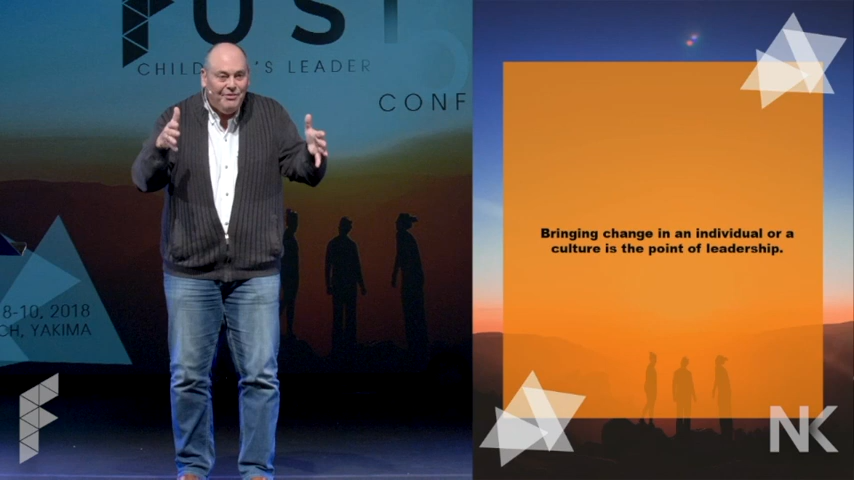 CHILD 'S LEADER
CONF
8-10, 2018
CH, YAKIMA
Bringing change in an individual or a
culture is the point of leadership.
NK